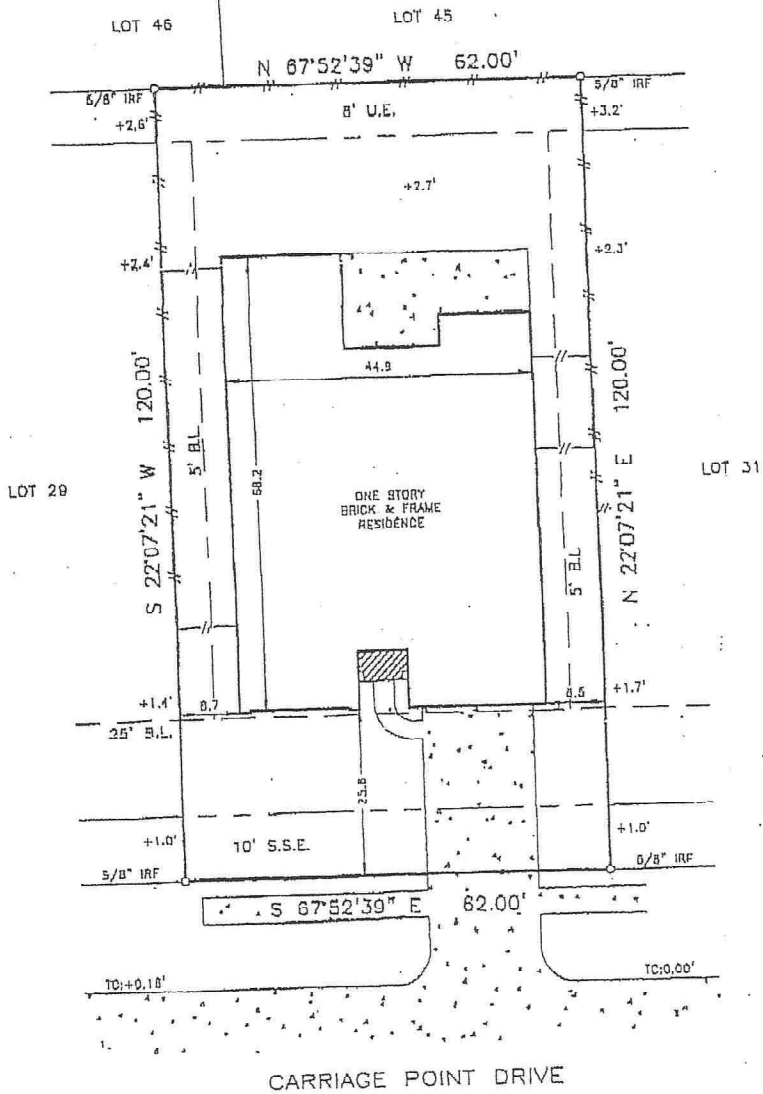 LOT 46
LOT 45
N 67°52'39" W 62.00'
5/8" IRF
5/8" IRF
+2.6'
8' U.E.
+3.2'
+2.7'
+2.4'
+2.3'
44.9
S 22°07'21" W 120.00'
N 22°07'21" E 120.00'
5' B.L
68.2
LOT 29
LOT 31
ONE STORY
BRICK & FRAME
RESIDENCE
5' B.L
+1.4'
8.7
8.5
+1.7'
25' B.L.
25.8
+1.0'
10' S.S.E.
+1.0'
5/8" IRF
5/8" IRF
S 67°52'39" E 62.00'
TC:+0.18'
TC:0.00'
CARRIAGE POINT DRIVE